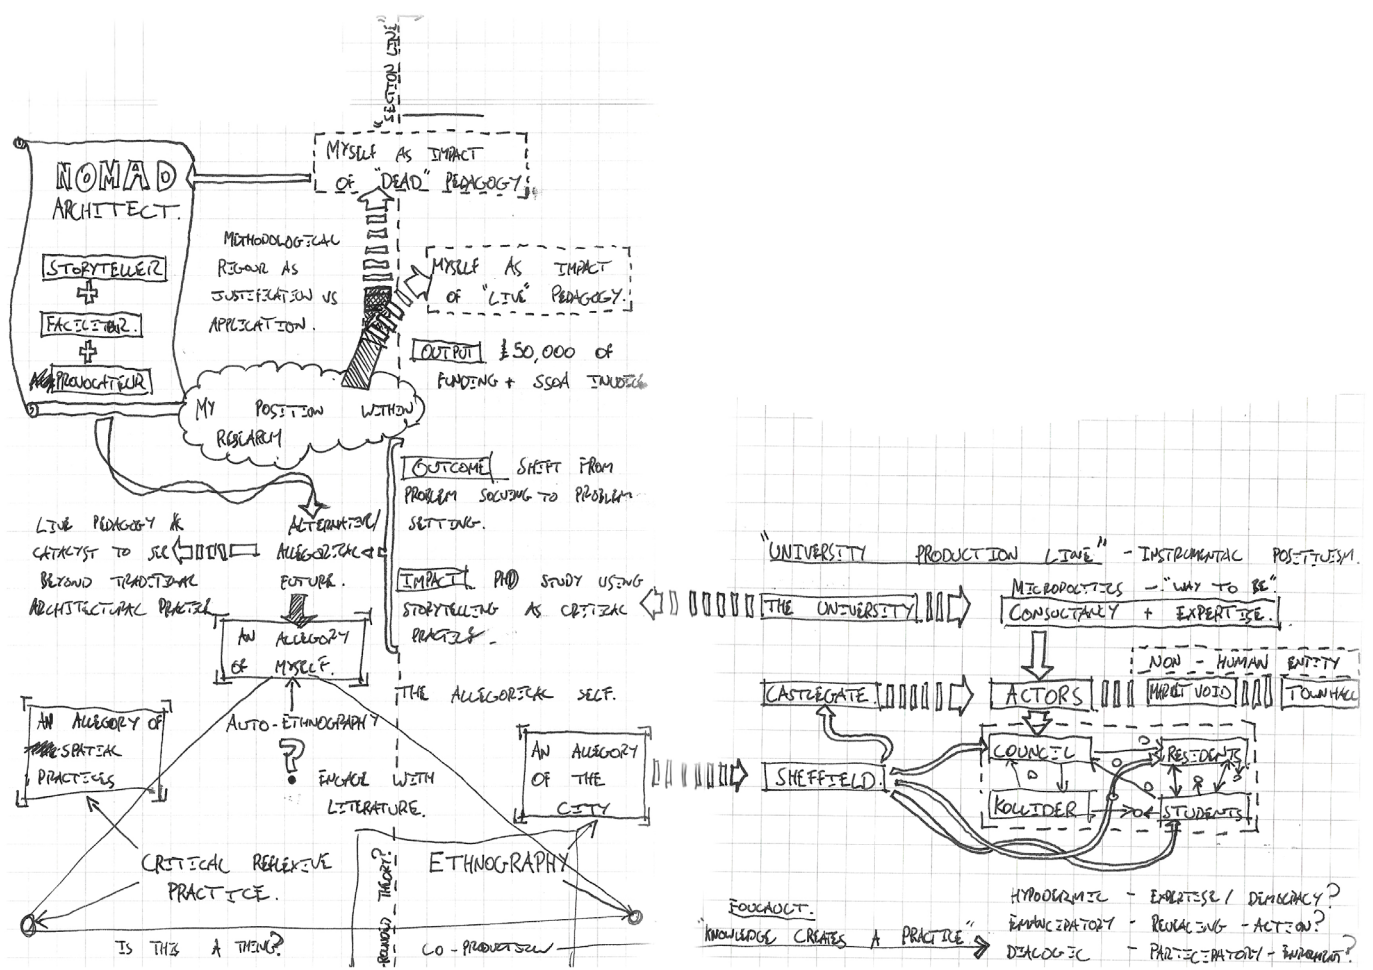 "SECTION LINE"
MYSELF AS IMPACT
OF "DEAD" PEDAGOGY
NOMAD
ARCHITECT.
STORYTELLER
+
+
PROVOCATEUR
METHODOLOGICAL
RIGOUR AS
JUSTIFICATION VS
APPLICATION.
MYSELF AS IMPACT
OF "LIVE" PEDAGOGY.
OUTPUT £50,000 OF
FUNDING + SSOA
MY POSITION WITHIN
RESEARCH
OUTCOME SHIFT FROM
PROBLEM SOLVING TO PROBLEM
SETTING.
LIVE PEDAGOGY
CATALYST TO SEE
BEYOND TRADITIONAL
ARCHITECTURAL PRACTICE
ALTERNATIVE/
ALLEGORICAL
FUTURE.
IMPACT PHD STUDY USING
STORYTELLING AS CRITICAL
PRACTICE.
AN ALLEGORY
OF MYSELF.
THE ALLEGORICAL SELF.
AN ALLEGORY OF
SPATIAL
PRACTICES
AUTO-ETHNOGRAPHY
?
ENGAGE WITH
LITERATURE.
AN ALLEGORY
OF THE
CITY
CRITICAL REFLEXIVE
PRACTICE.
ETHNOGRAPHY
THEORY?
IS THIS A THING?
CO-PRODUCTION
"UNIVERSITY PRODUCTION LINE" - INSTRUMENTAL POSITIVISM.
MICROPOLITICS - "WAY TO BE"
THE UNIVERSITY
CONSULTANCY + EXPERTISE.
NON-HUMAN ENTITY
CASTLEGATE
ACTORS
MARKET VOID
TOWNHALL
SHEFFIELD.
COUNCIL
RESIDENTS
KOLLIDER
STUDENTS
FOUCAULT.
"KNOWLEDGE CREATES A PRACTICE"
HYPODERMIC - EXPERTISE / DEMOCRACY?
EMANCIPATORY - REVEALING - ACTION?
DIALOGIC - PARTICIPATORY -